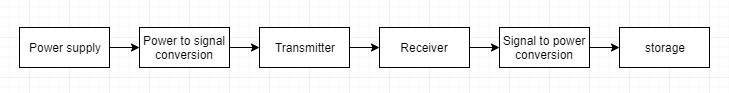 Power supply
Power to signal
conversion
Transmitter
Receiver
Signal to power
conversion
storage